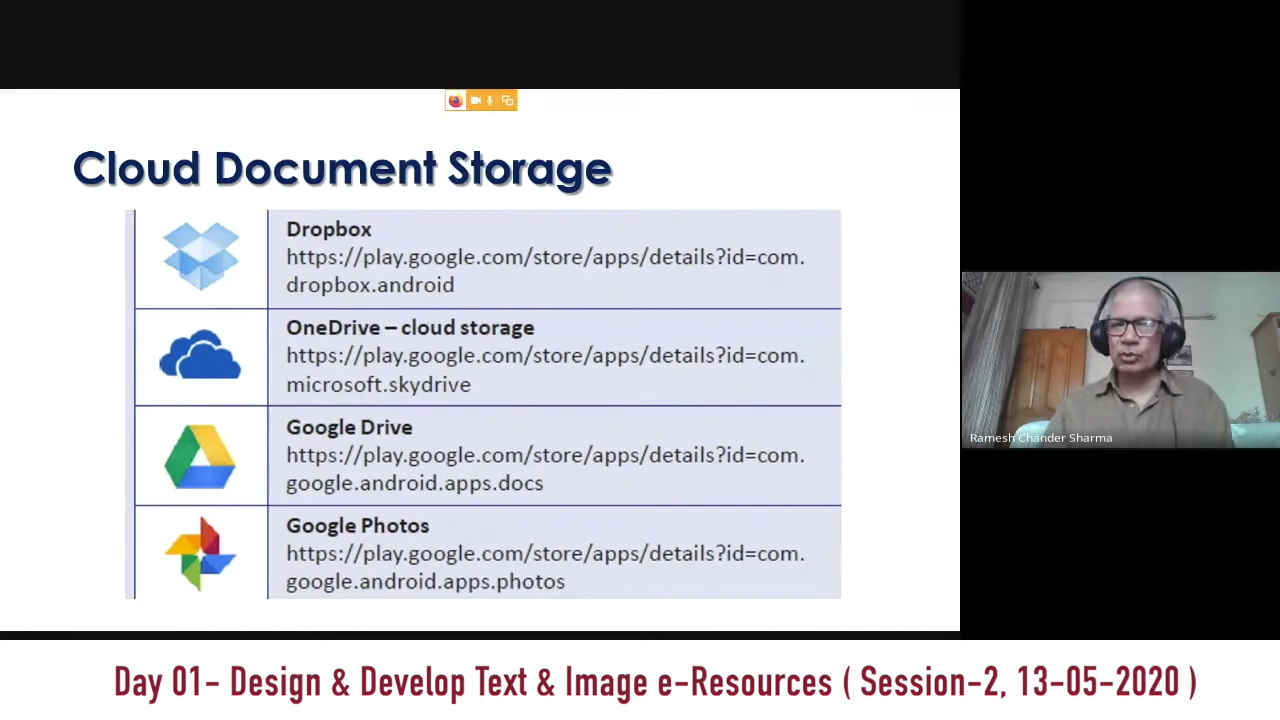 Cloud Document Storage
Dropbox
https://play.google.com/store/apps/details?id=com.
dropbox.android
OneDrive – cloud storage
https://play.google.com/store/apps/details?id=com.
microsoft.skydrive
Google Drive
https://play.google.com/store/apps/details?id=com.
google.android.apps.docs
Google Photos
https://play.google.com/store/apps/details?id=com.
google.android.apps.photos
Ramesh Chander Sharma
Day 01- Design & Develop Text & Image e-Resources ( Session-2, 13-05-2020 )